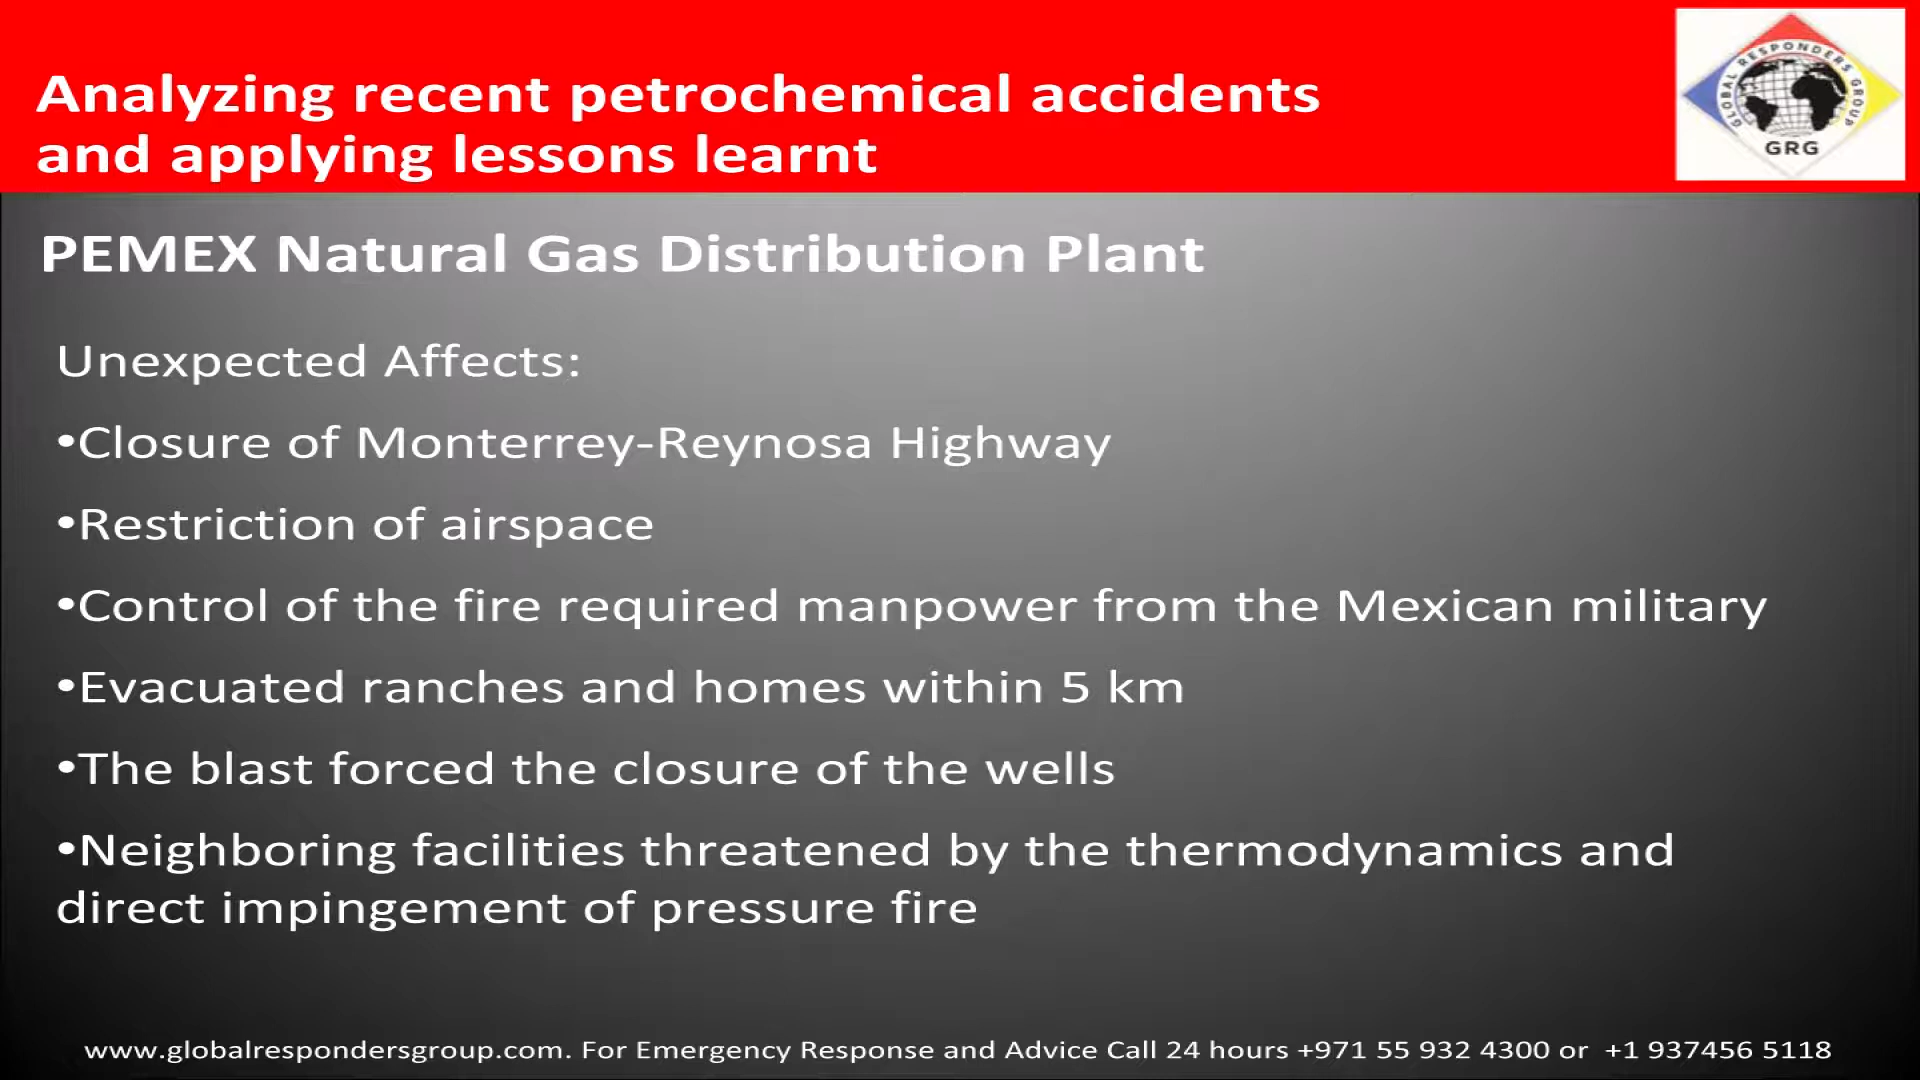 Analyzing recent petrochemical accidents
and applying lessons learnt
GLOBAL RESPONDERS GROUP
GRG
PEMEX Natural Gas Distribution Plant
Unexpected Affects:
•Closure of Monterrey-Reynosa Highway
•Restriction of airspace
•Control of the fire required manpower from the Mexican military
•Evacuated ranches and homes within 5 km
•The blast forced the closure of the wells
•Neighboring facilities threatened by the thermodynamics and
direct impingement of pressure fire
www.globalrespondersgroup.com. For Emergency Response and Advice Call 24 hours +971 55 932 4300 or +1 937456 5118